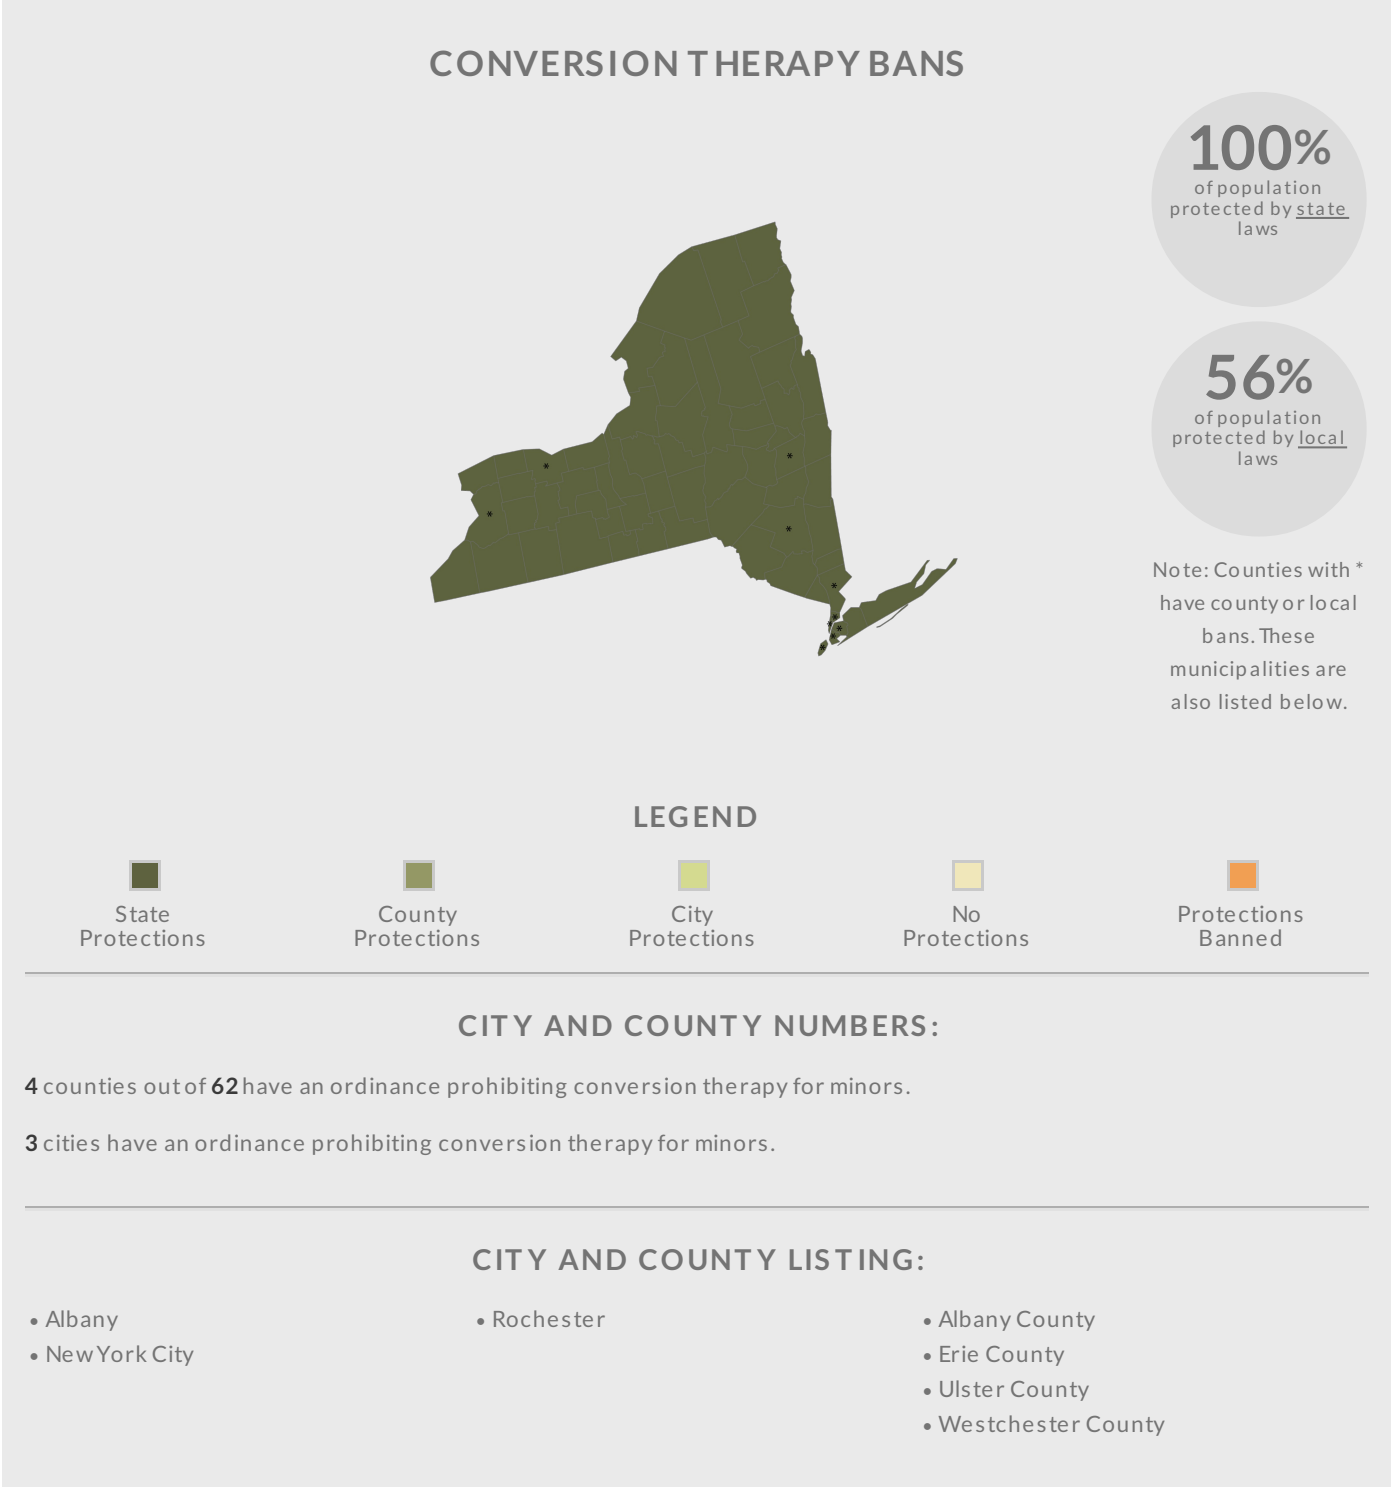 CONVERSION THERAPY BANS
100%
of population
protected by state
laws
56%
of population
protected by local
laws
Note: Counties with *
have county or local
bans. These
municipalities are
also listed below.
LEGEND
State
Protections
County
Protections
City
Protections
No
Protections
Protections
Banned
CITY AND COUNTY NUMBERS:
4 counties out of 62 have an ordinance prohibiting conversion therapy for minors.
3 cities have an ordinance prohibiting conversion therapy for minors.
CITY AND COUNTY LISTING:
• Albany
• New York City
• Rochester
• Albany County
• Erie County
• Ulster County
• Westchester County